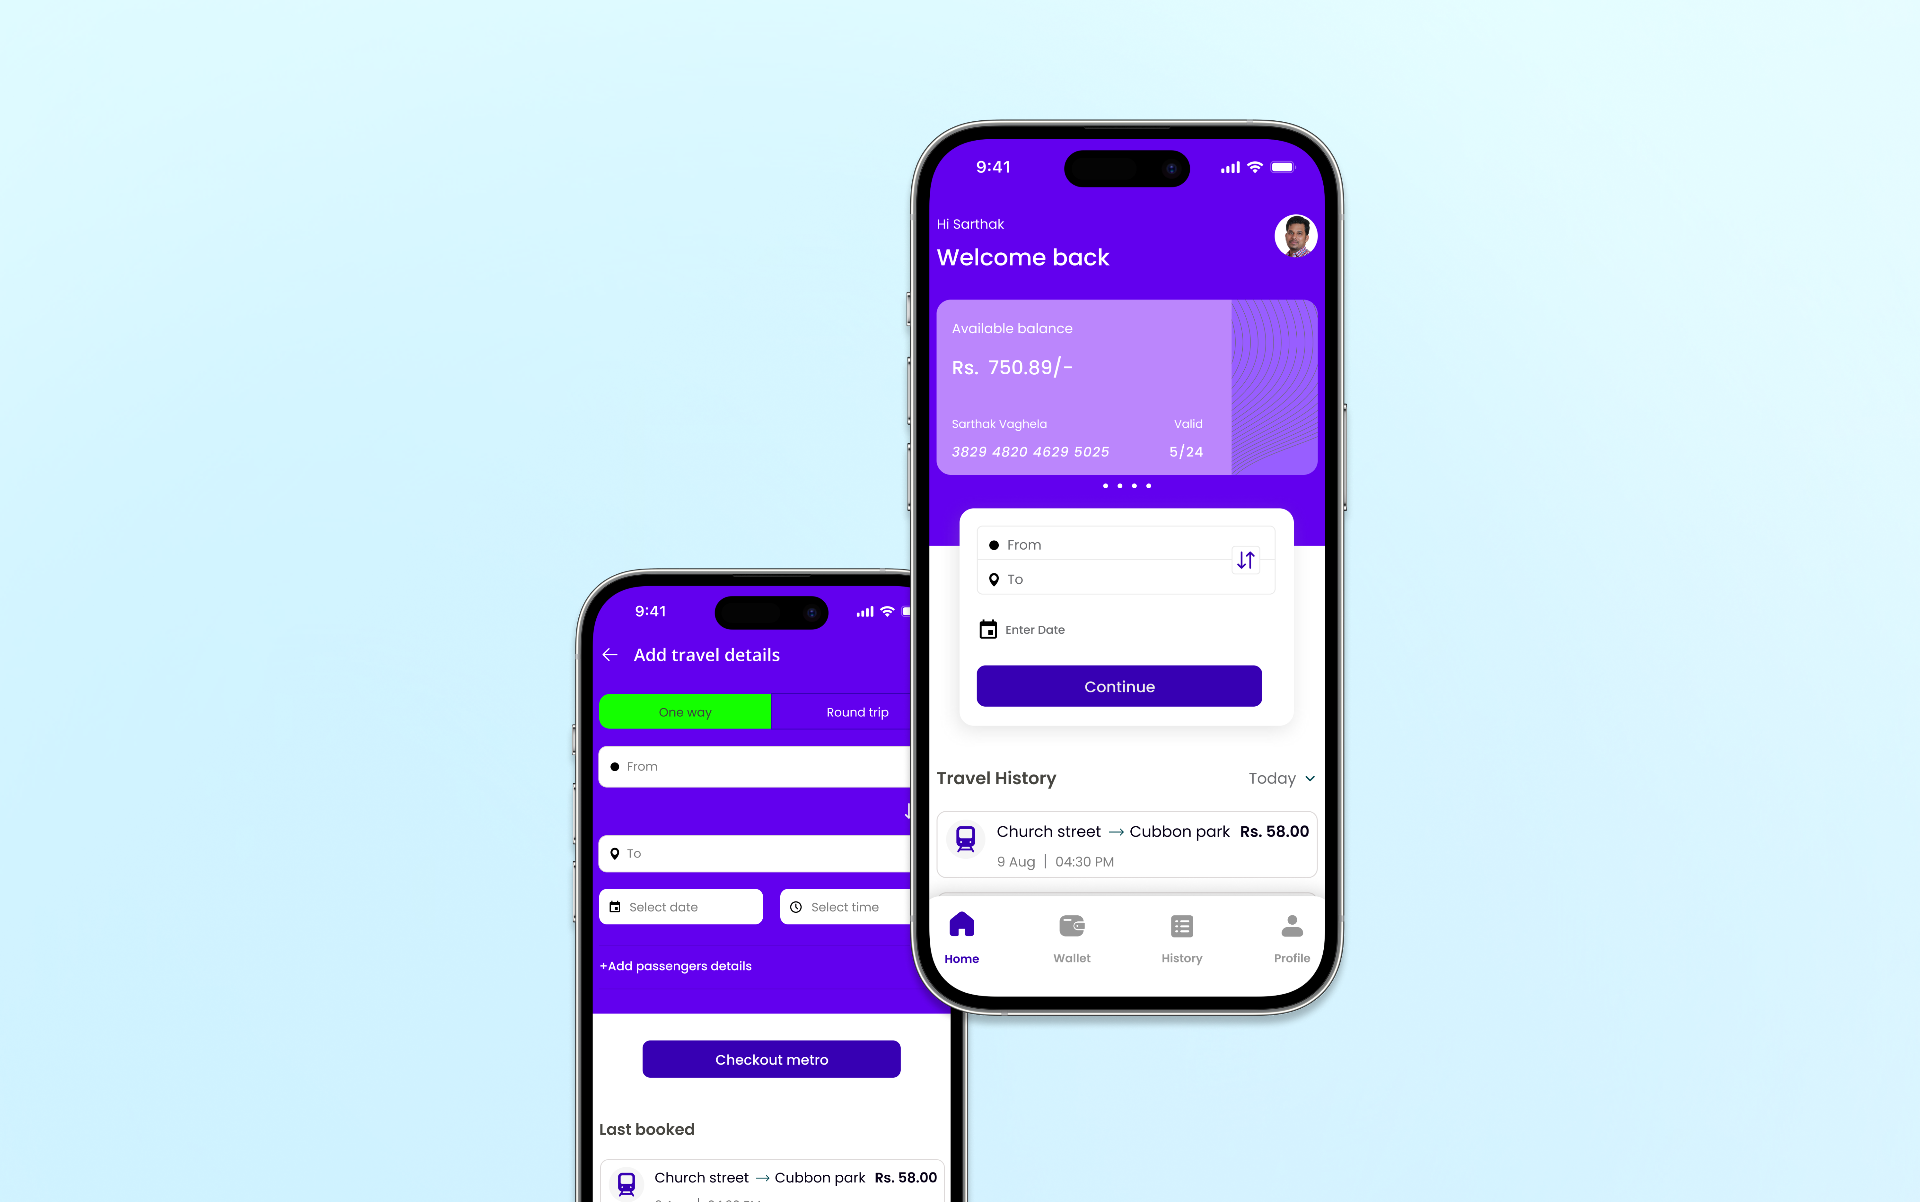 9:41
Hi Sarthak
Welcome back
Available balance
Rs. 750.89/-
Sarthak Vaghela Valid
3829 4820 4629 5025 5/24
From
To
Enter Date
Continue
Travel History Today
Church street → Cubbon park Rs. 58.00
9 Aug | 04:30 PM
Home Wallet History Profile
9:41
Add travel details
One way Round trip
From
To
Select date Select time
+Add passengers details
Checkout metro
Last booked
Church street → Cubbon park Rs. 58.00